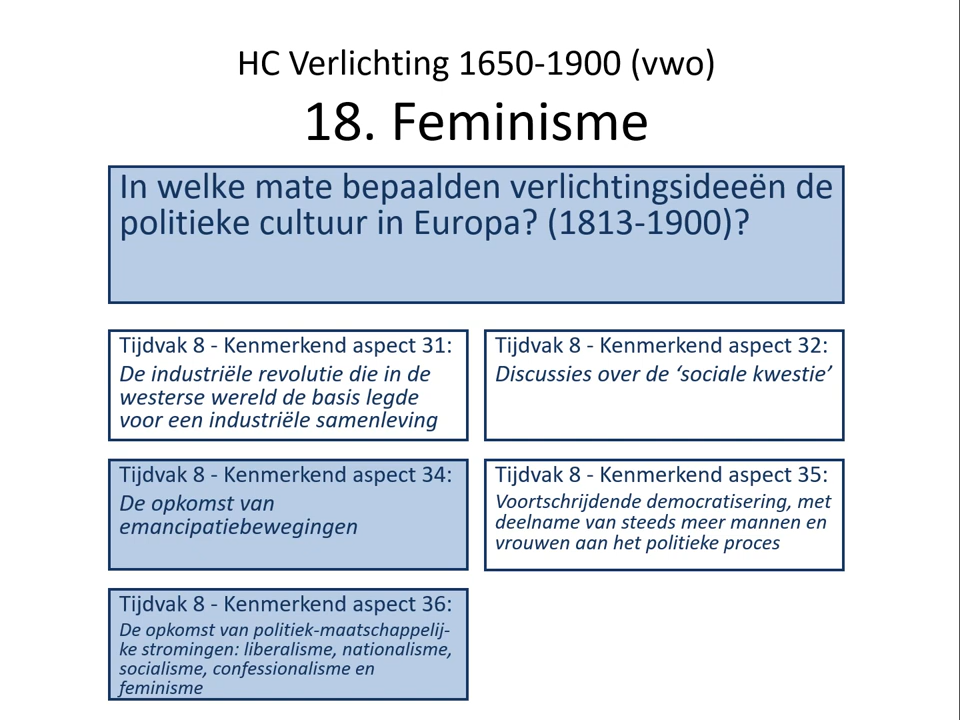 HC Verlichting 1650-1900 (vwo)
18. Feminisme
In welke mate bepaalden verlichtingsideeën de
politieke cultuur in Europa? (1813-1900)?
Tijdvak 8 - Kenmerkend aspect 31:
De industriële revolutie die in de
westerse wereld de basis legde
voor een industriële samenleving
Tijdvak 8 - Kenmerkend aspect 32:
Discussies over de ‘sociale kwestie’
Tijdvak 8 - Kenmerkend aspect 34:
De opkomst van
emancipatiebewegingen
Tijdvak 8 - Kenmerkend aspect 35:
Voortschrijdende democratisering, met
deelname van steeds meer mannen en
vrouwen aan het politieke proces
Tijdvak 8 - Kenmerkend aspect 36:
De opkomst van politiek-maatschappelij-
ke stromingen: liberalisme, nationalisme,
socialisme, confessionalisme en
feminisme